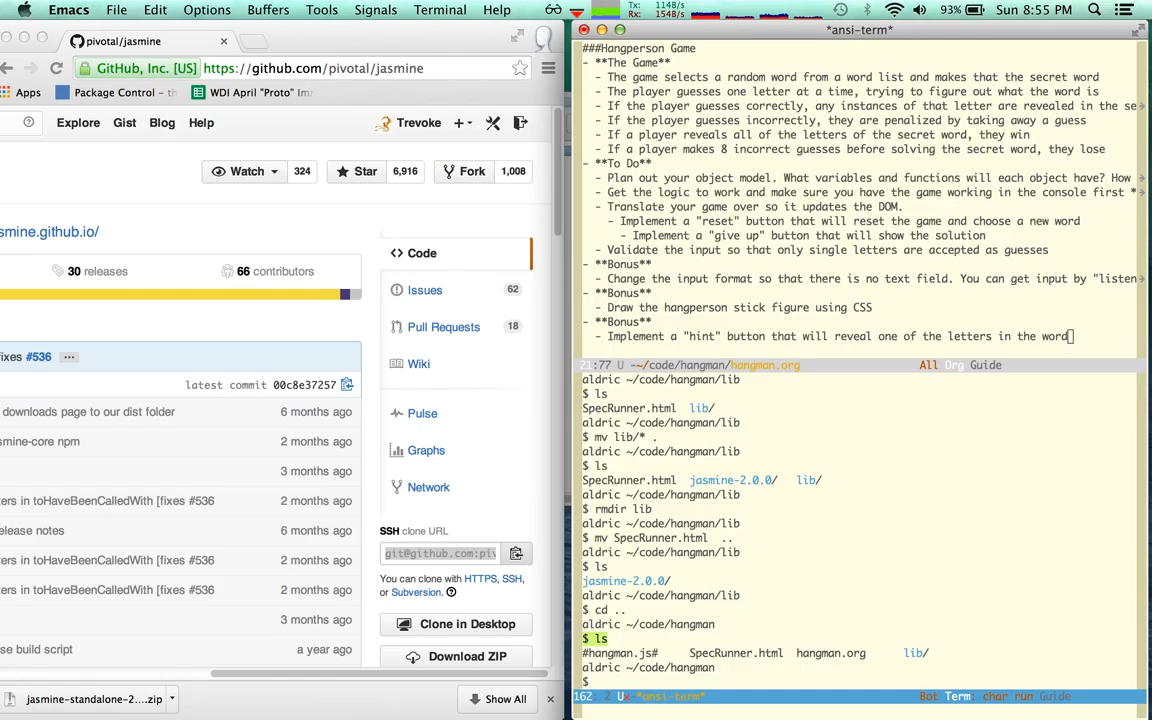 Emacs File Edit Options Buffers Tools Signals Terminal Help
Tx: 114B/s
Rx: 154B/s
93% Sun 8:55 PM
pivotal/jasmine
GitHub, Inc. [US] https://github.com/pivotal/jasmine
Apps Package Control - th WDI April "Proto" Im
Explore Gist Blog Help Trevoke
Watch 324 Star 6,916 Fork 1,008
smine.github.io/
30 releases 66 contributors
fixes #536 ...
latest commit 00c8e37257
downloads page to our dist folder 6 months ago
smine-core npm 2 months ago
3 months ago
ters in toHaveBeenCalledWith [fixes #536 2 months ago
elease notes 6 months ago
ters in toHaveBeenCalledWith [fixes #536 2 months ago
ters in toHaveBeenCalledWith [fixes #536 2 months ago
3 months ago
se build script a year ago
Code
Issues 62
Pull Requests 18
Wiki
Pulse
Graphs
Network
SSH clone URL
git@github.com:piv
You can clone with HTTPS, SSH,
or Subversion.
Clone in Desktop
Download ZIP
jasmine-standalone-2....zip Show All
*ansi-term*
###Hangperson Game
- **The Game**
- The game selects a random word from a word list and makes that the secret word
- The player guesses one letter at a time, trying to figure out what the word is
- If the player guesses correctly, any instances of that letter are revealed in the se
- If the player guesses incorrectly, they are penalized by taking away a guess
- If a player reveals all of the letters of the secret word, they win
- If a player makes 8 incorrect guesses before solving the secret word, they lose
- **To Do**
- Plan out your object model. What variables and functions will each object have? How
- Get the logic to work and make sure you have the game working in the console first *
- Translate your game over so it updates the DOM.
- Implement a "reset" button that will reset the game and choose a new word
- Implement a "give up" button that will show the solution
- Validate the input so that only single letters are accepted as guesses
- **Bonus**
- Change the input format so that there is no text field. You can get input by "listen
- **Bonus**
- Draw the hangperson stick figure using CSS
- **Bonus**
- Implement a "hint" button that will reveal one of the letters in the word
21:77 U -~/code/hangman/hangman.org All Org Guide
aldric ~/code/hangman/lib
$ ls
SpecRunner.html lib/
aldric ~/code/hangman/lib
$ mv lib/* .
aldric ~/code/hangman/lib
$ ls
SpecRunner.html jasmine-2.0.0/ lib/
aldric ~/code/hangman/lib
$ rmdir lib
aldric ~/code/hangman/lib
$ mv SpecRunner.html ..
aldric ~/code/hangman/lib
$ ls
jasmine-2.0.0/
aldric ~/code/hangman/lib
$ cd ..
aldric ~/code/hangman
$ ls
#hangman.js# SpecRunner.html hangman.org lib/
aldric ~/code/hangman
$
162: 2 U *ansi-term* Bot Term: char run Guide